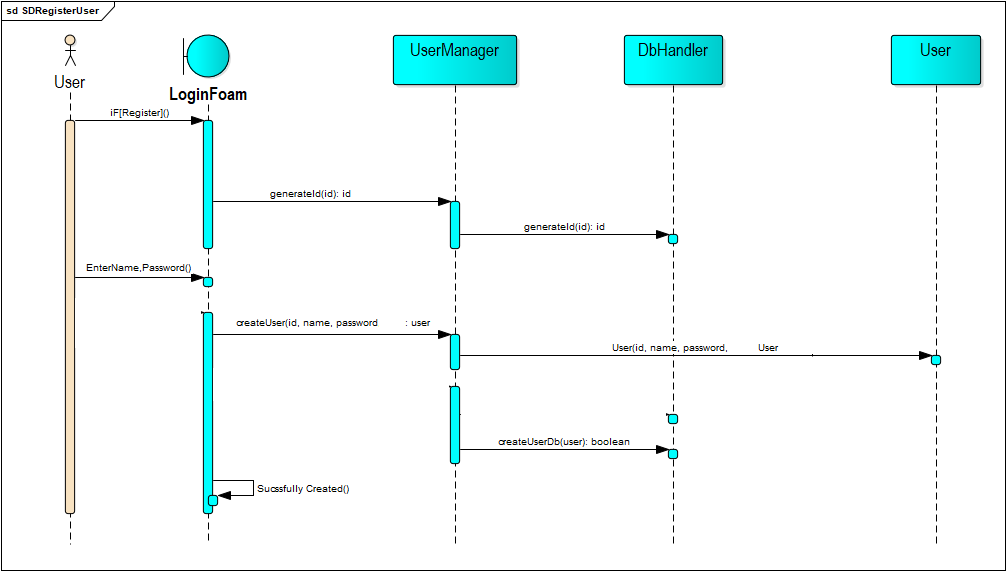 sd SDRegisterUser
User
LoginFoam
UserManager
DbHandler
User
iF[Register]()
generateId(id): id
generateId(id): id
EnterName,Password()
createUser(id, name, password : user
User(id, name, password, User
createUserDb(user): boolean
Sucssfully Created()